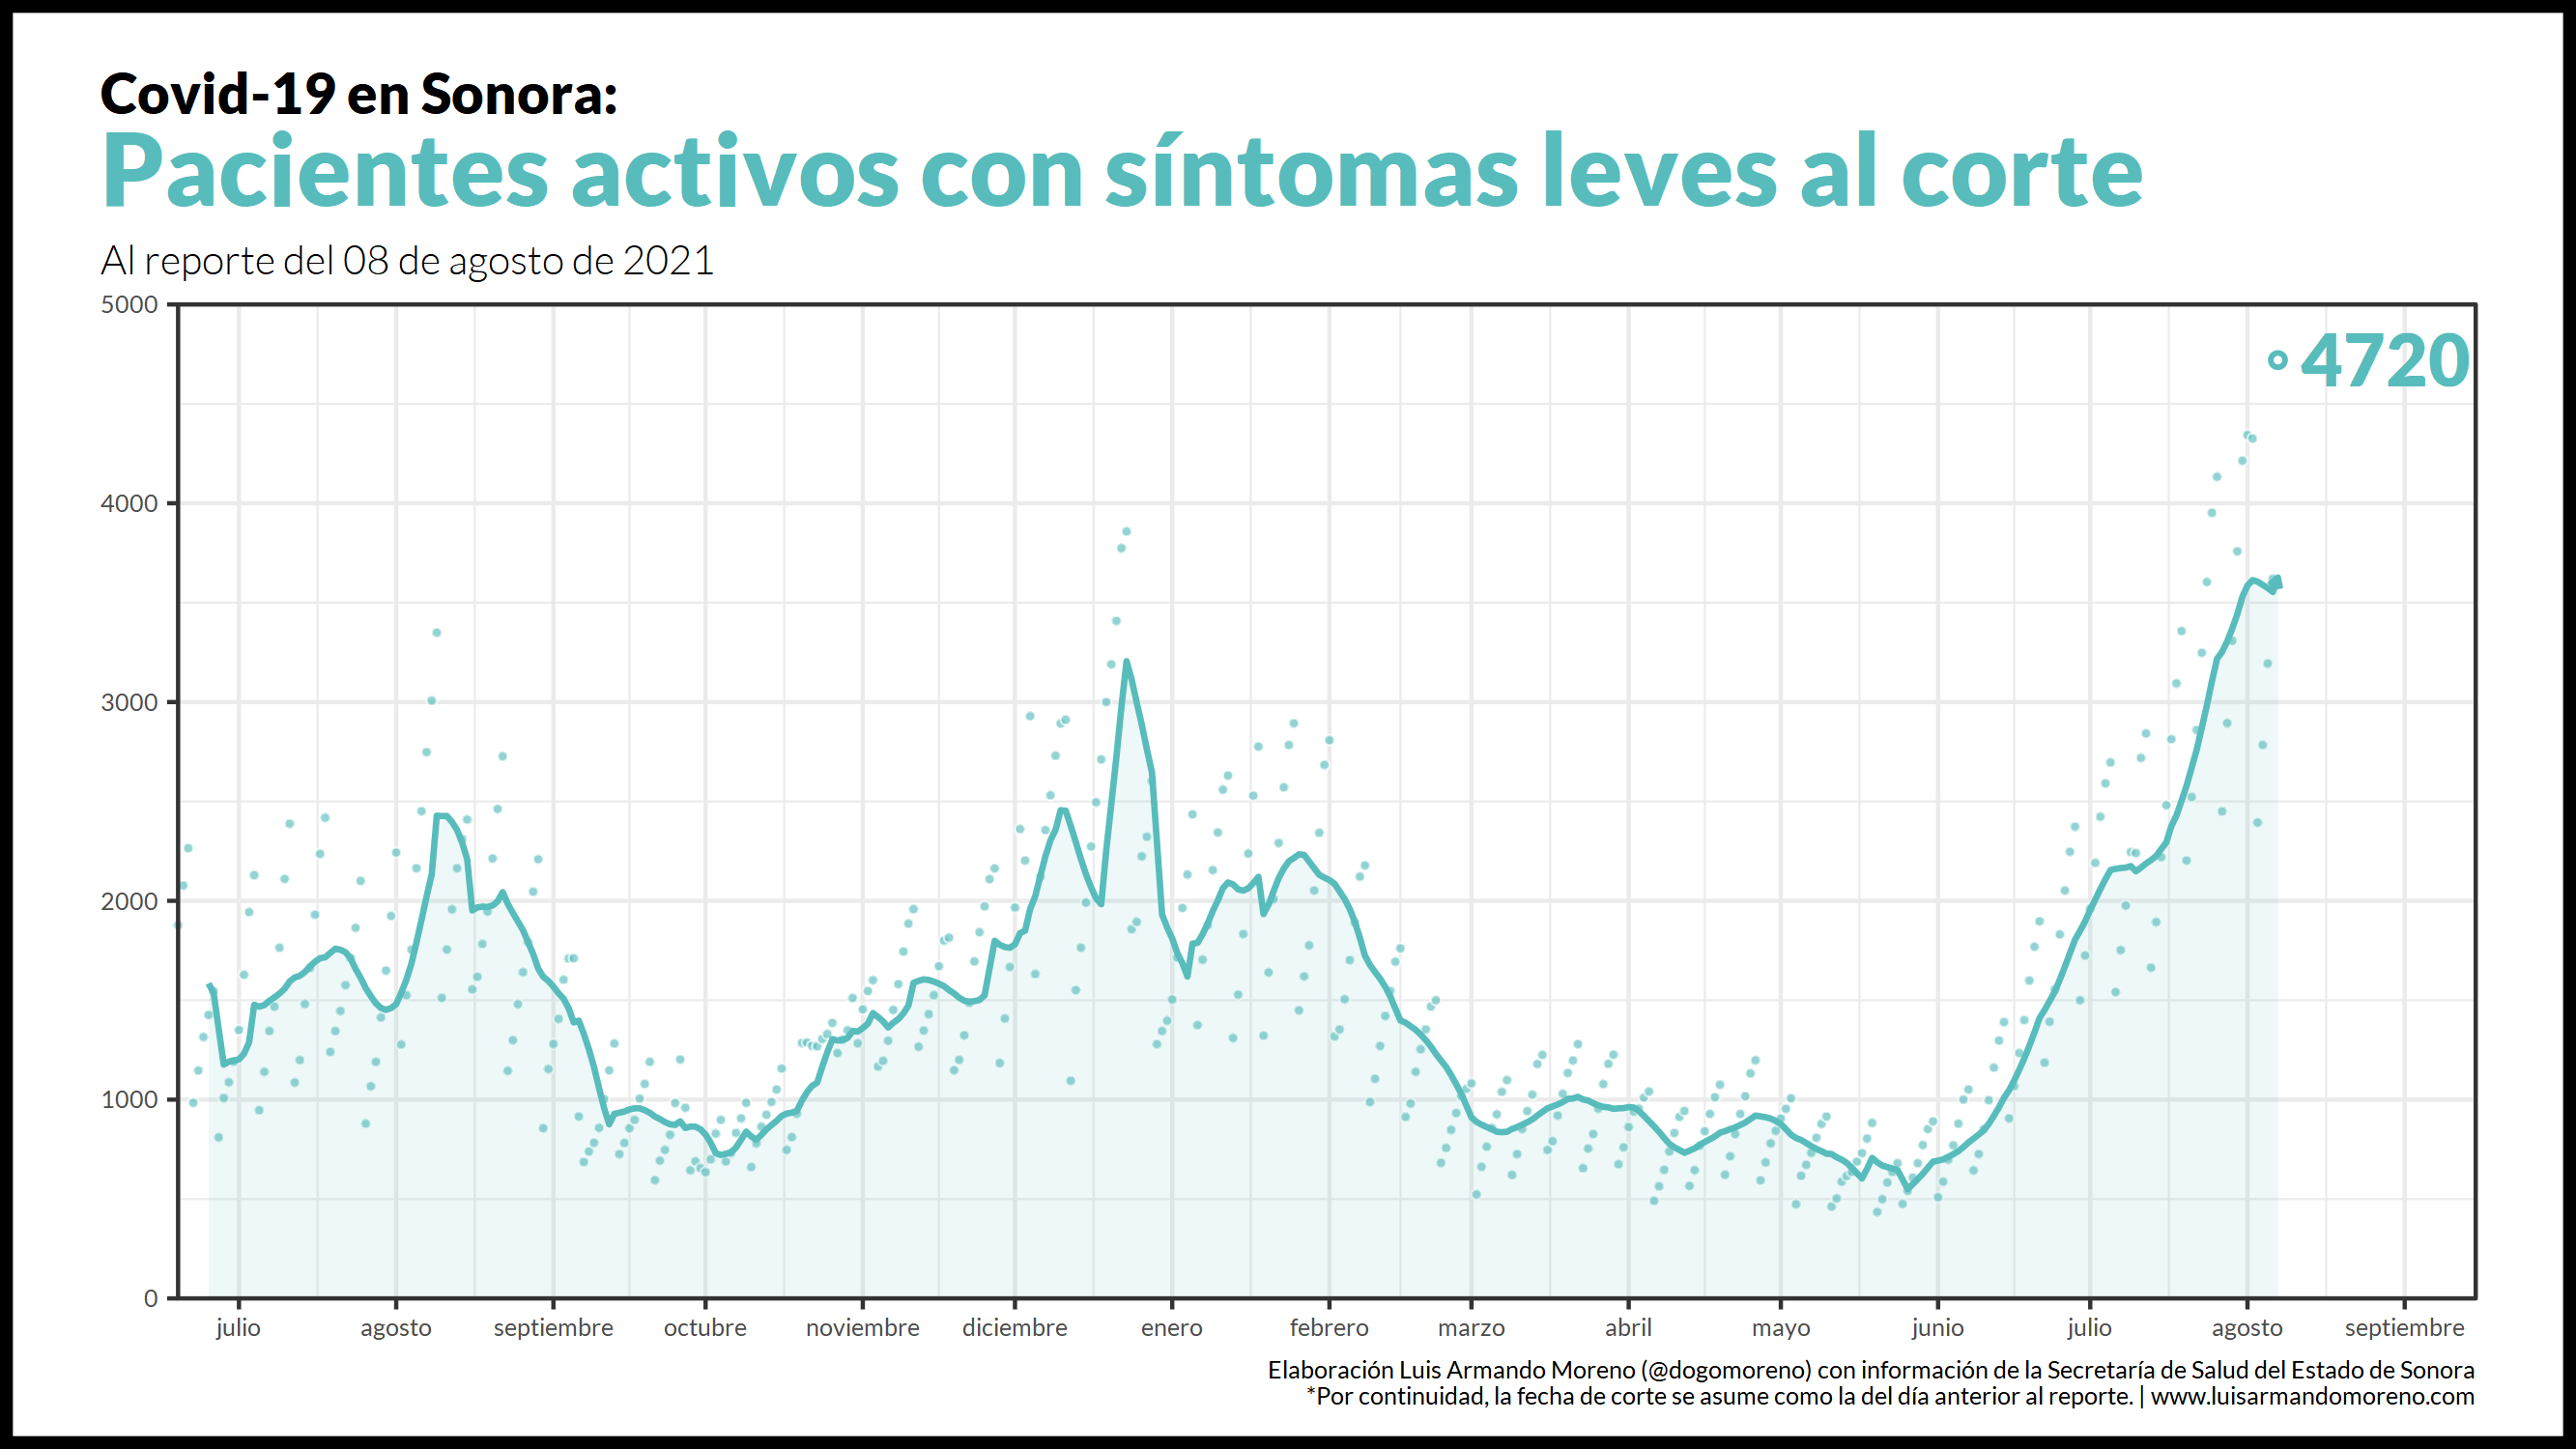 Covid-19 en Sonora:
Pacientes activos con síntomas leves al corte
Al reporte del 08 de agosto de 2021
5000
4720
4000
3000
2000
1000
0
julio agosto septiembre octubre noviembre diciembre enero febrero marzo abril mayo junio julio agosto septiembre
Elaboración Luis Armando Moreno (@dogomoreno) con información de la Secretaría de Salud del Estado de Sonora
*Por continuidad, la fecha de corte se asume como la del día anterior al reporte. | www.luisarmandomoreno.com